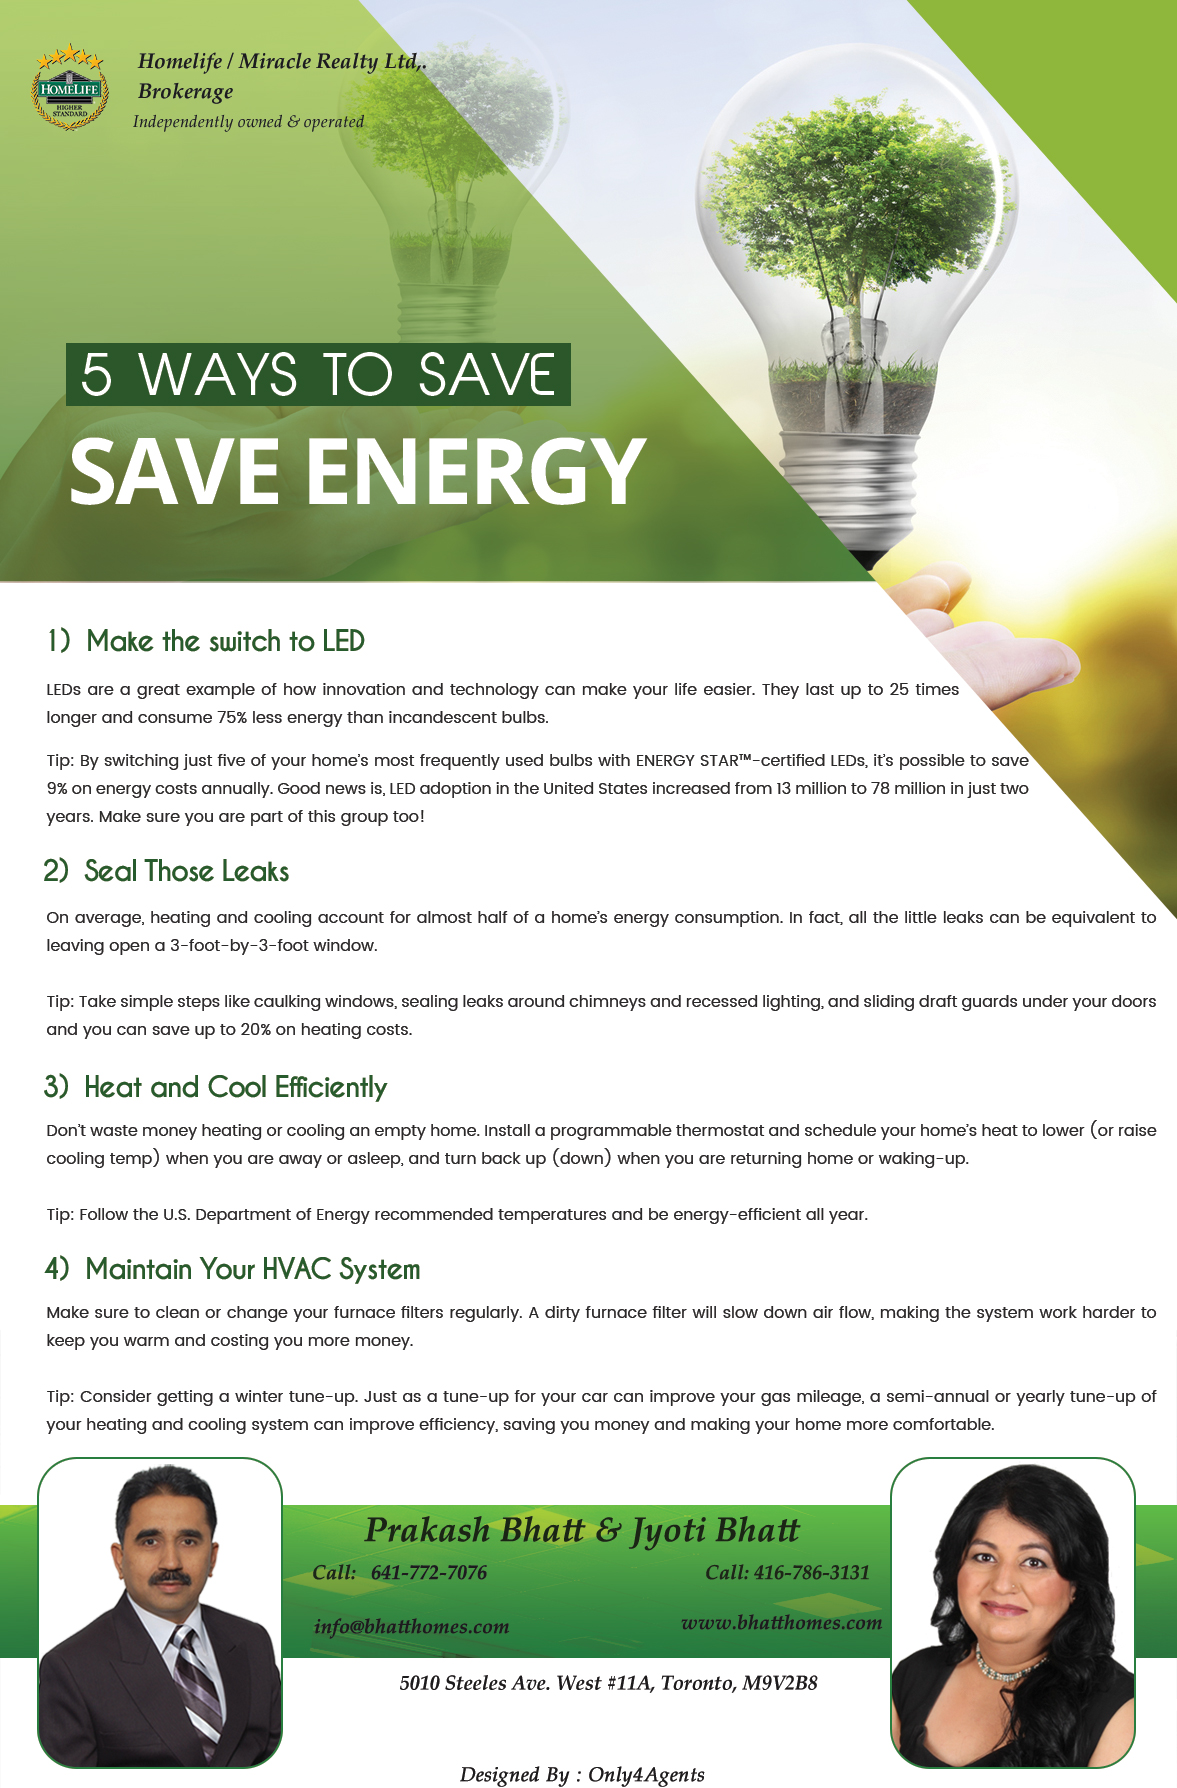 HOMELIFE
HIGHER
STANDARD
Homelife / Miracle Realty Ltd,.
Brokerage
Independently owned & operated
5 WAYS TO SAVE
SAVE ENERGY
1) Make the switch to LED
LEDs are a great example of how innovation and technology can make your life easier. They last up to 25 times
longer and consume 75% less energy than incandescent bulbs.
Tip: By switching just five of your home's most frequently used bulbs with ENERGY STAR™-certified LEDs, it's possible to save
9% on energy costs annually. Good news is, LED adoption in the United States increased from 13 million to 78 million in just two
years. Make sure you are part of this group too!
2) Seal Those Leaks
On average, heating and cooling account for almost half of a home's energy consumption. In fact, all the little leaks can be equivalent to
leaving open a 3-foot-by-3-foot window.
Tip: Take simple steps like caulking windows, sealing leaks around chimneys and recessed lighting, and sliding draft guards under your doors
and you can save up to 20% on heating costs.
3) Heat and Cool Efficiently
Don't waste money heating or cooling an empty home. Install a programmable thermostat and schedule your home's heat to lower (or raise
cooling temp) when you are away or asleep, and turn back up (down) when you are returning home or waking-up.
Tip: Follow the U.S. Department of Energy recommended temperatures and be energy-efficient all year.
4) Maintain Your HVAC System
Make sure to clean or change your furnace filters regularly. A dirty furnace filter will slow down air flow, making the system work harder to
keep you warm and costing you more money.
Tip: Consider getting a winter tune-up. Just as a tune-up for your car can improve your gas mileage, a semi-annual or yearly tune-up of
your heating and cooling system can improve efficiency, saving you money and making your home more comfortable.
Prakash Bhatt & Jyoti Bhatt
Call: 641-772-7076
Call: 416-786-3131
info@bhatthomes.com
www.bhatthomes.com
5010 Steeles Ave. West #11A, Toronto, M9V2B8
Designed By : Only4Agents